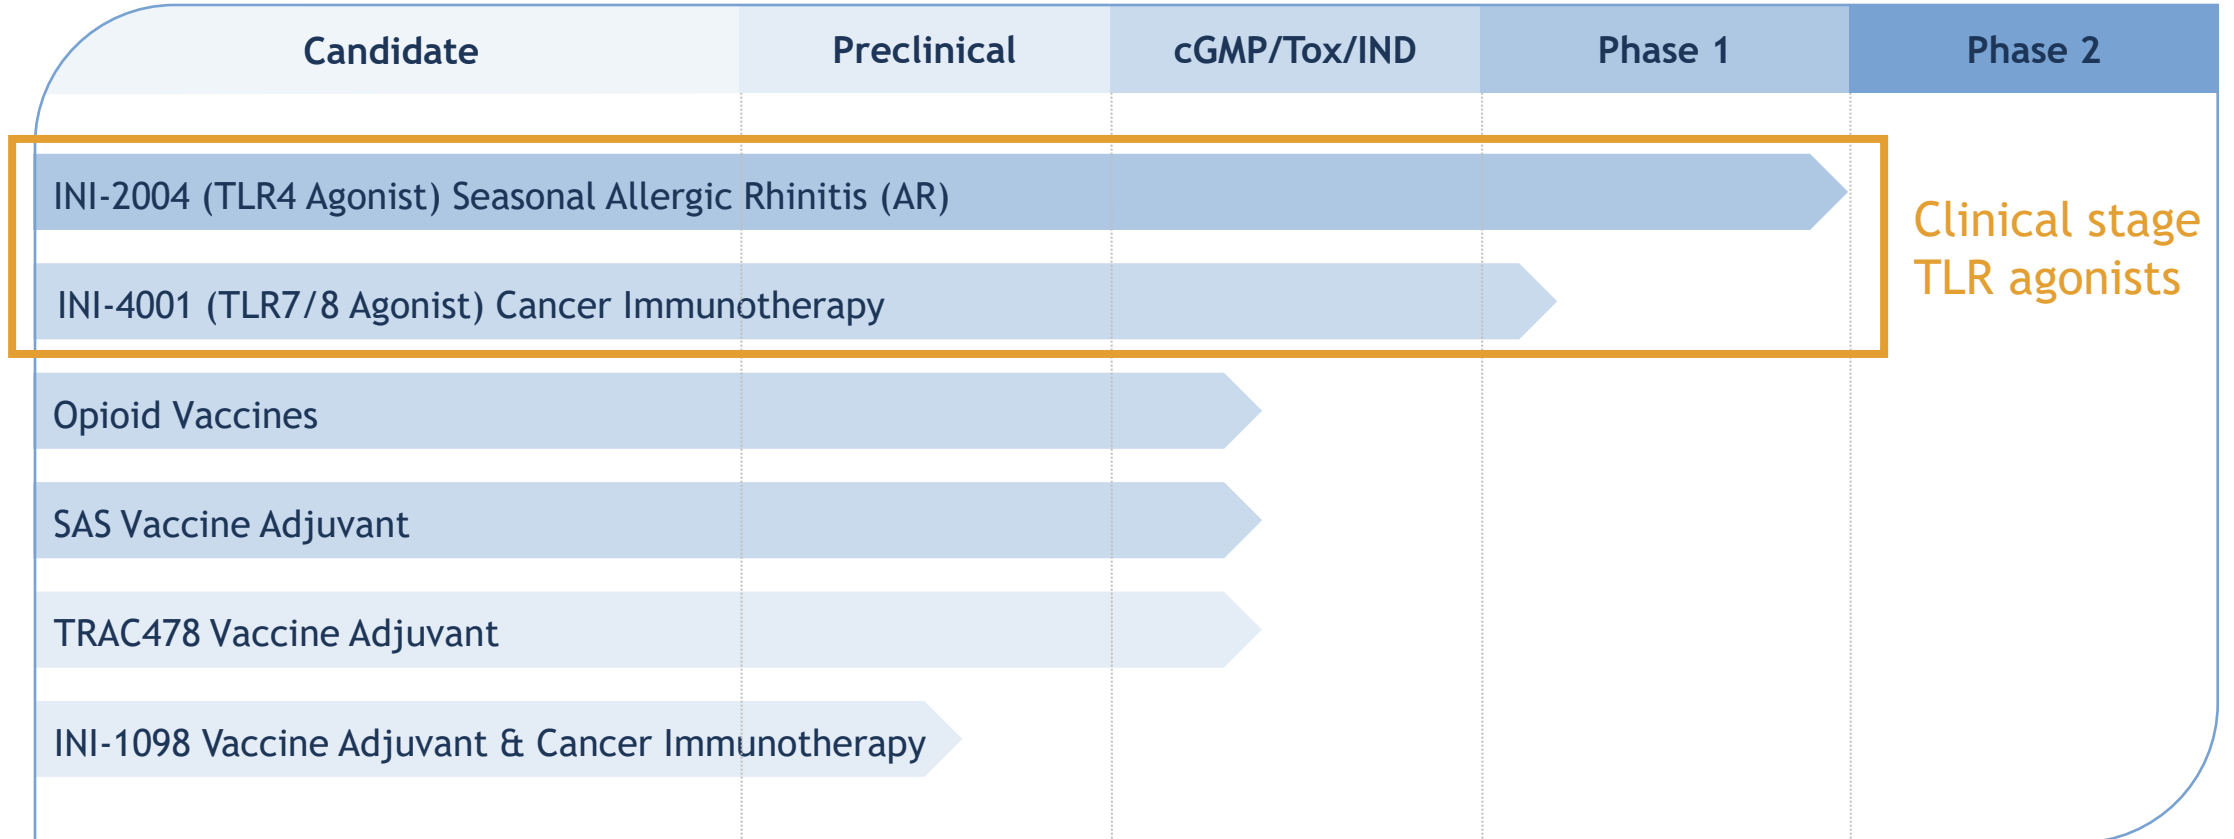 Candidate Preclinical cGMP/Tox/IND Phase 1 Phase 2
INI-2004 (TLR4 Agonist) Seasonal Allergic Rhinitis (AR)
INI-4001 (TLR7/8 Agonist) Cancer Immunotherapy
Clinical stage
TLR agonists
Opioid Vaccines
SAS Vaccine Adjuvant
TRAC478 Vaccine Adjuvant
INI-1098 Vaccine Adjuvant & Cancer Immunotherapy